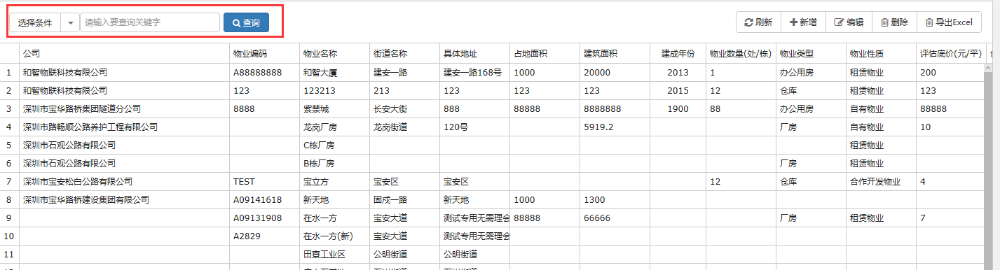 选择条件 请输入要查询关键字 查询 刷新 新增 编辑 删除 导出Excel
公司 物业编码 物业名称 街道名称 具体地址 占地面积 建筑面积 建成年份 物业数量(处/栋) 物业类型 物业性质 评估底价(元/平)
1 和智物联科技有限公司 A88888888 和智大厦 建安一路 建安一路168号 1000 20000 2013 1 办公用房 租赁物业 200
2 和智物联科技有限公司 123 123213 213 123 123 123 2015 12 仓库 租赁物业 123
3 深圳市宝华路桥集团隧道分公司 8888 紫禁城 长安大街 888 88888 8888888 1900 88 办公用房 自有物业 88888
4 深圳市路畅顺公路养护工程有限公司 龙岗厂房 龙岗街道 120号 5919.2 厂房 自有物业 10
5 深圳市石观公路有限公司 C栋厂房 租赁物业
6 深圳市石观公路有限公司 B栋厂房 厂房 租赁物业
7 深圳市宝安松白公路有限公司 TEST 宝立方 宝安区 宝安区 12 仓库 合作开发物业 4
8 深圳市宝华路桥建设集团有限公司 A09141618 新天地 固戍一路 新天地 1000 1300
9 A09131908 在水一方 宝安大道 测试专用无需理会 88888 66666 厂房 租赁物业 7
10 A2829 在水一方(新) 宝安大道 测试专用无需理会
11 田寮工业区 公明街道 公明街道